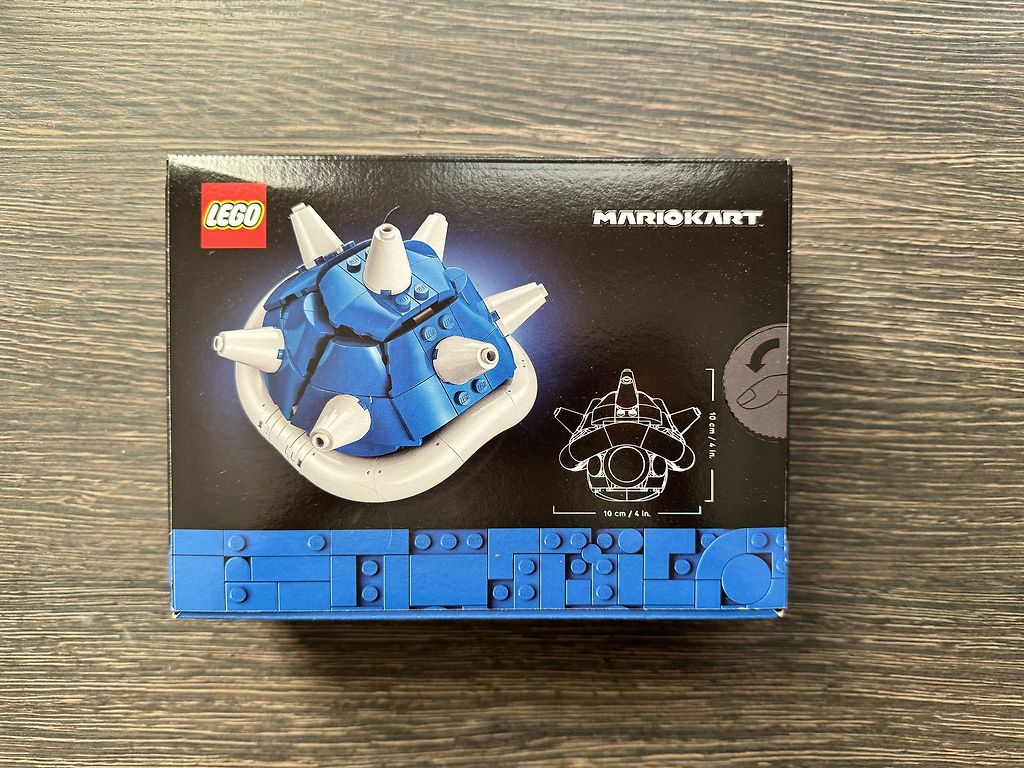 LEGO
MARIOKART
10 cm / 4 in.
10 cm / 4 in.